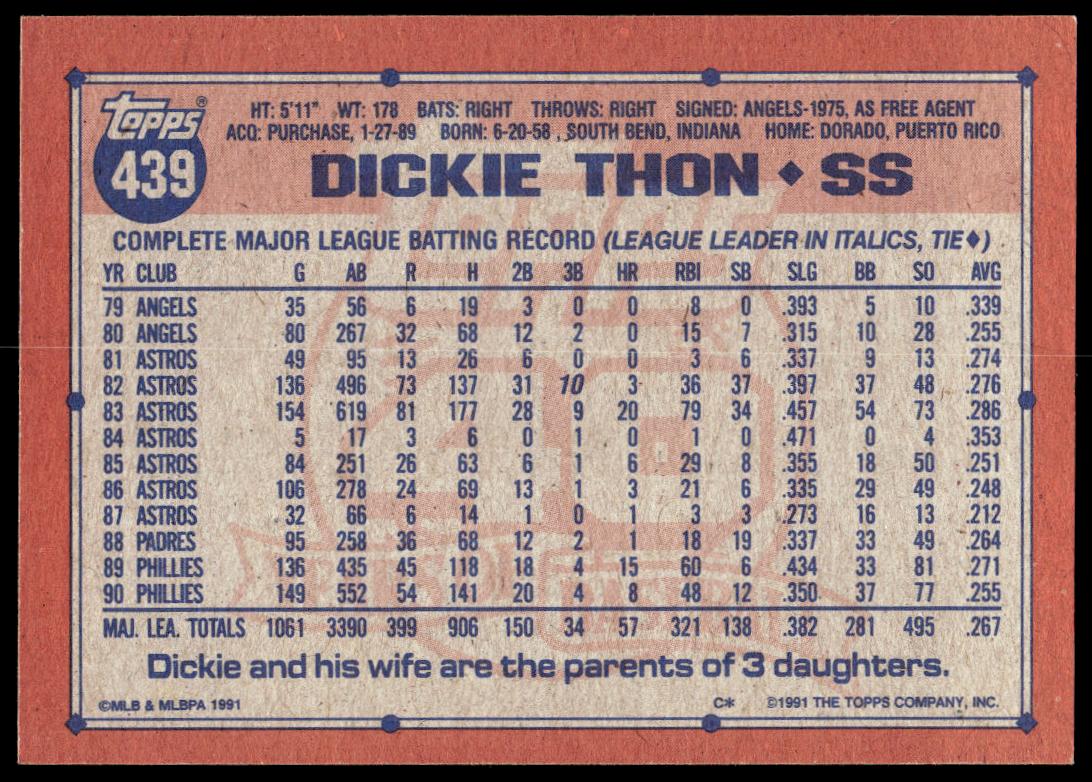 Topps®
439
HT: 5'11" WT: 178 BATS: RIGHT THROWS: RIGHT SIGNED: ANGELS-1975, AS FREE AGENT
ACQ: PURCHASE, 1-27-89 BORN: 6-20-58 , SOUTH BEND, INDIANA HOME: DORADO, PUERTO RICO
DICKIE THON ♦ SS
COMPLETE MAJOR LEAGUE BATTING RECORD (LEAGUE LEADER IN ITALICS, TIE♦)
YR CLUB G AB R H 2B 3B HR RBI SB SLG BB SO AVG
79 ANGELS 35 56 6 19 3 0 0 8 0 .393 5 10 .339
80 ANGELS 80 267 32 68 12 2 0 15 7 .315 10 28 .255
81 ASTROS 49 95 13 26 6 0 0 3 6 .337 9 13 .274
82 ASTROS 136 496 73 137 31 10 3 36 37 .397 37 48 .276
83 ASTROS 154 619 81 177 28 9 20 79 34 .457 54 73 .286
84 ASTROS 5 17 3 6 0 1 0 1 0 .471 0 4 .353
85 ASTROS 84 251 26 63 6 1 6 29 8 .355 18 50 .251
86 ASTROS 106 278 24 69 13 1 3 21 6 .335 29 49 .248
87 ASTROS 32 66 6 14 1 0 1 3 3 .273 16 13 .212
88 PADRES 95 258 36 68 12 2 1 18 19 .337 33 49 .264
89 PHILLIES 136 435 45 118 18 4 15 60 6 .434 33 81 .271
90 PHILLIES 149 552 54 141 20 4 8 48 12 .350 37 77 .255
MAJ. LEA. TOTALS 1061 3390 399 906 150 34 57 321 138 .382 281 495 .267
Dickie and his wife are the parents of 3 daughters.
©MLB & MLBPA 1991 C* ©1991 THE TOPPS COMPANY, INC.